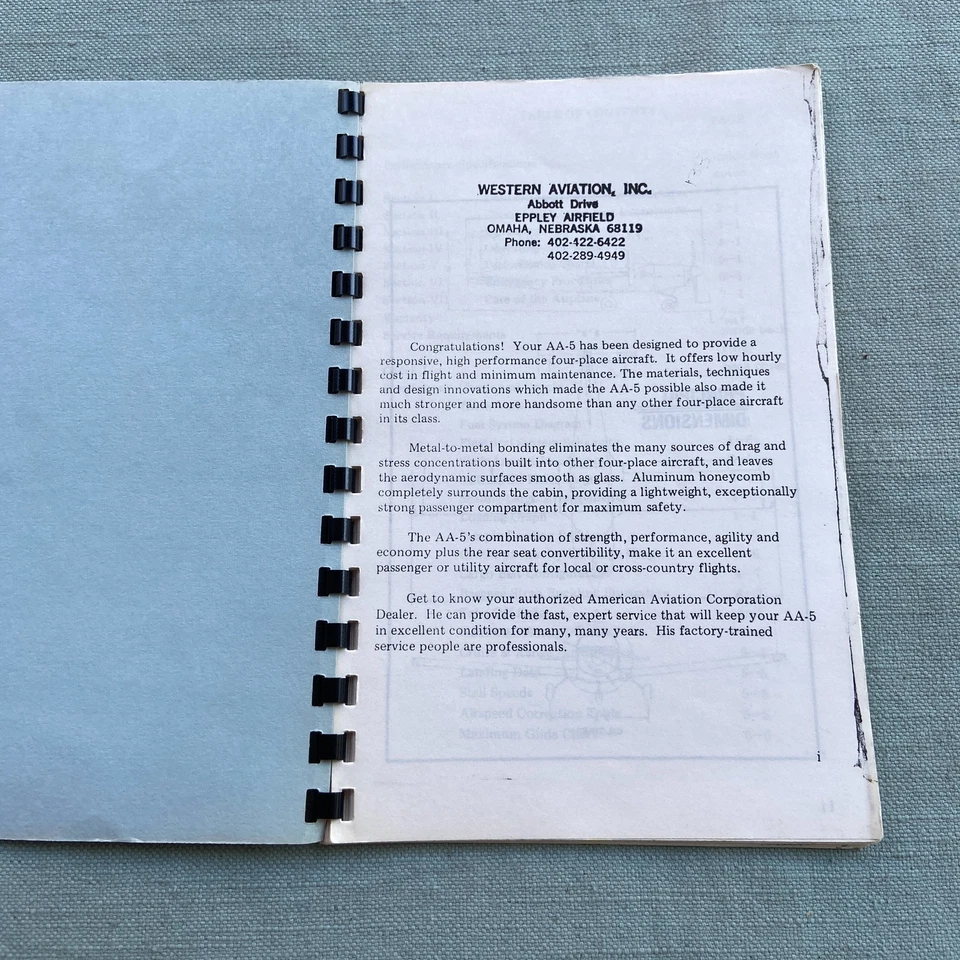 WESTERN AVIATION, INC.
Abbott Drive
EPPLEY AIRFIELD
OMAHA, NEBRASKA 68119
Phone: 402-422-6422
402-289-4949
Congratulations! Your AA-5 has been designed to provide a
responsive, high performance four-place aircraft. It offers low hourly
cost in flight and minimum maintenance. The materials, techniques
and design innovations which made the AA-5 possible also made it
much stronger and more handsome than any other four-place aircraft
in its class.
Metal-to-metal bonding eliminates the many sources of drag and
stress concentrations built into other four-place aircraft, and leaves
the aerodynamic surfaces smooth as glass. Aluminum honeycomb
completely surrounds the cabin, providing a lightweight, exceptionally
strong passenger compartment for maximum safety.
The AA-5's combination of strength, performance, agility and
economy plus the rear seat convertibility, make it an excellent
passenger or utility aircraft for local or cross-country flights.
Get to know your authorized American Aviation Corporation
Dealer. He can provide the fast, expert service that will keep your AA-5
in excellent condition for many, many years. His factory-trained
service people are professionals.
Landing Data
Stall Speeds
Airspeed Correction
Maximum Glide
i